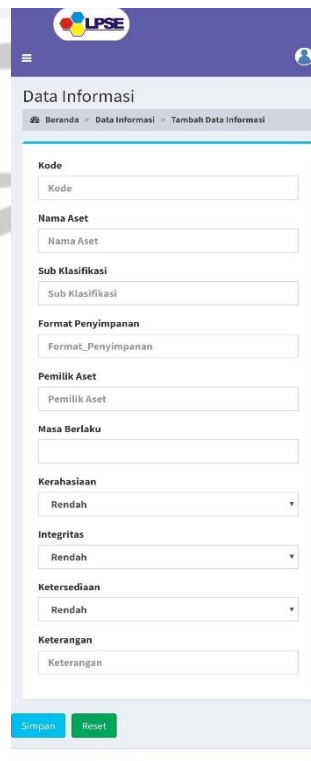 LPSE
Data Informasi
Beranda > Data Informasi > Tambah Data Informasi
Kode
Kode
Nama Aset
Nama Aset
Sub Klasifikasi
Sub Klasifikasi
Format Penyimpanan
Format_Penyimpanan
Pemilik Aset
Pemilik Aset
Masa Berlaku
Kerahasiaan
Rendah
Integritas
Rendah
Ketersediaan
Rendah
Keterangan
Keterangan
Simpan Reset